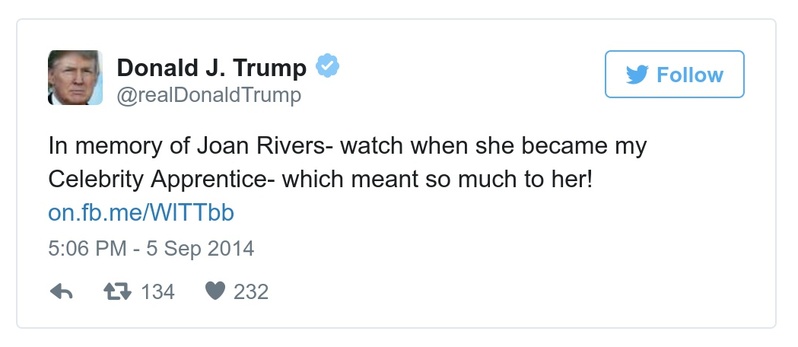 Donald J. Trump
@realDonaldTrump
Follow
In memory of Joan Rivers- watch when she became my
Celebrity Apprentice- which meant so much to her!
on.fb.me/WITTbb
5:06 PM - 5 Sep 2014
134 232